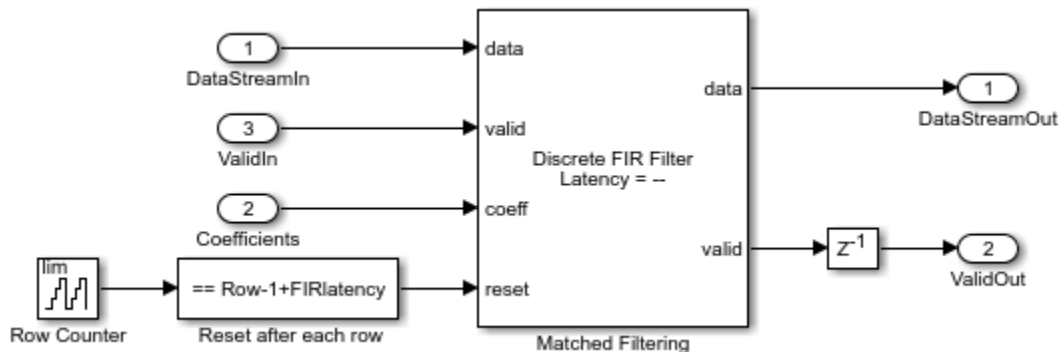 1
DataStreamIn
3
ValidIn
2
Coefficients
lim
Row Counter
== Row-1+FIRlatency
Reset after each row
data
valid
coeff
reset
Discrete FIR Filter
Latency = --
data
valid
Matched Filtering
Z-1
1
DataStreamOut
2
ValidOut